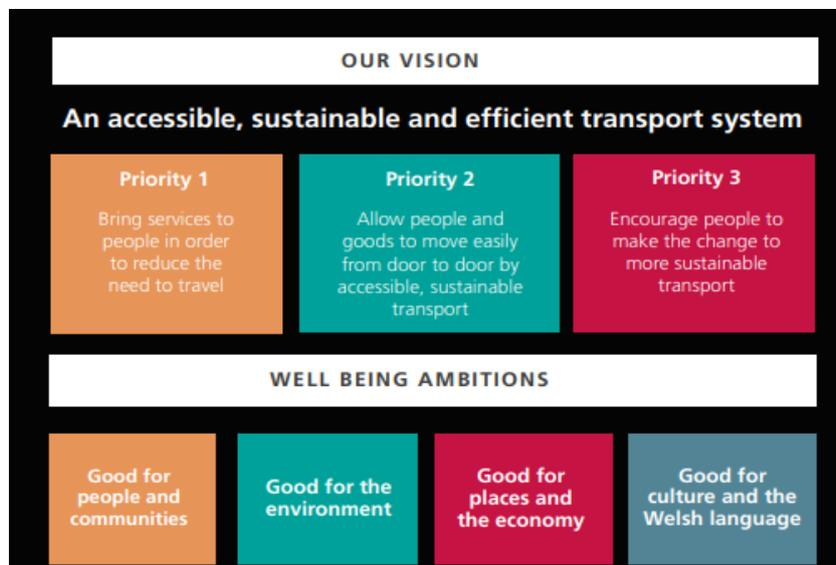 OUR VISION
An accessible, sustainable and efficient transport system
Priority 1
Bring services to
people in order
to reduce the
need to travel
Priority 2
Allow people and
goods to move easily
from door to door by
accessible, sustainable
transport
Priority 3
Encourage people to
make the change to
more sustainable
transport
WELL BEING AMBITIONS
Good for
people and
communities
Good for the
environment
Good for
places and
the economy
Good for
culture and the
Welsh language